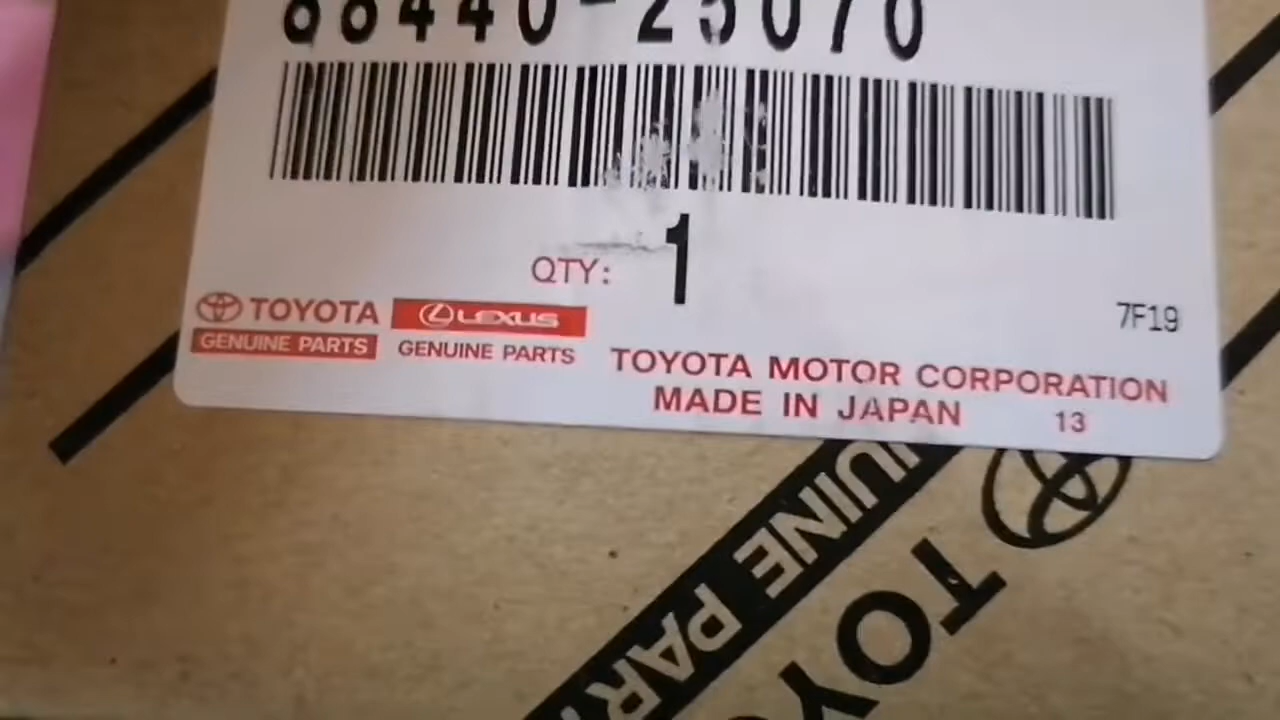 88440-25070
QTY: 1
TOYOTA
GENUINE PARTS
LEXUS
GENUINE PARTS
7F19
TOYOTA MOTOR CORPORATION
MADE IN JAPAN 13